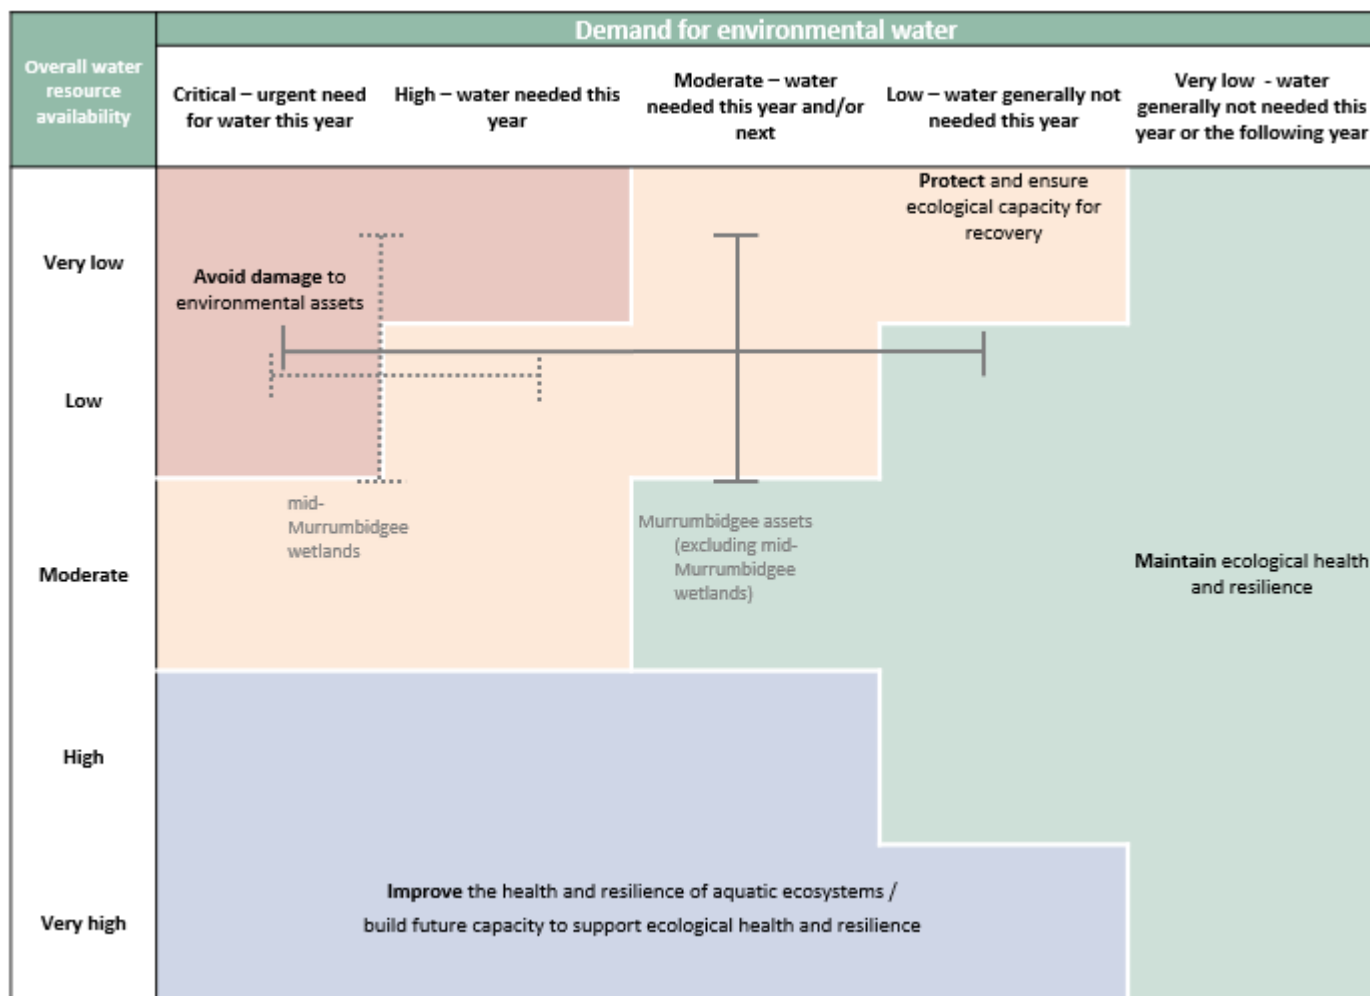 Demand for environmental water
Overall water
resource
availability
Critical – urgent need
for water this year
High – water needed this
year
Moderate – water
needed this year and/or
next
Low – water generally not
needed this year
Very low  - water
generally not needed this
year or the following year
Protect and ensure
ecological capacity for
recovery
Very low
Avoid damage to
environmental assets
Low
mid-
Murrumbidgee
wetlands
Murrumbidgee assets
(excluding mid-
Murrumbidgee
wetlands)
Moderate
Maintain ecological health
and resilience
High
Improve the health and resilience of aquatic ecosystems /
build future capacity to support ecological health and resilience
Very high